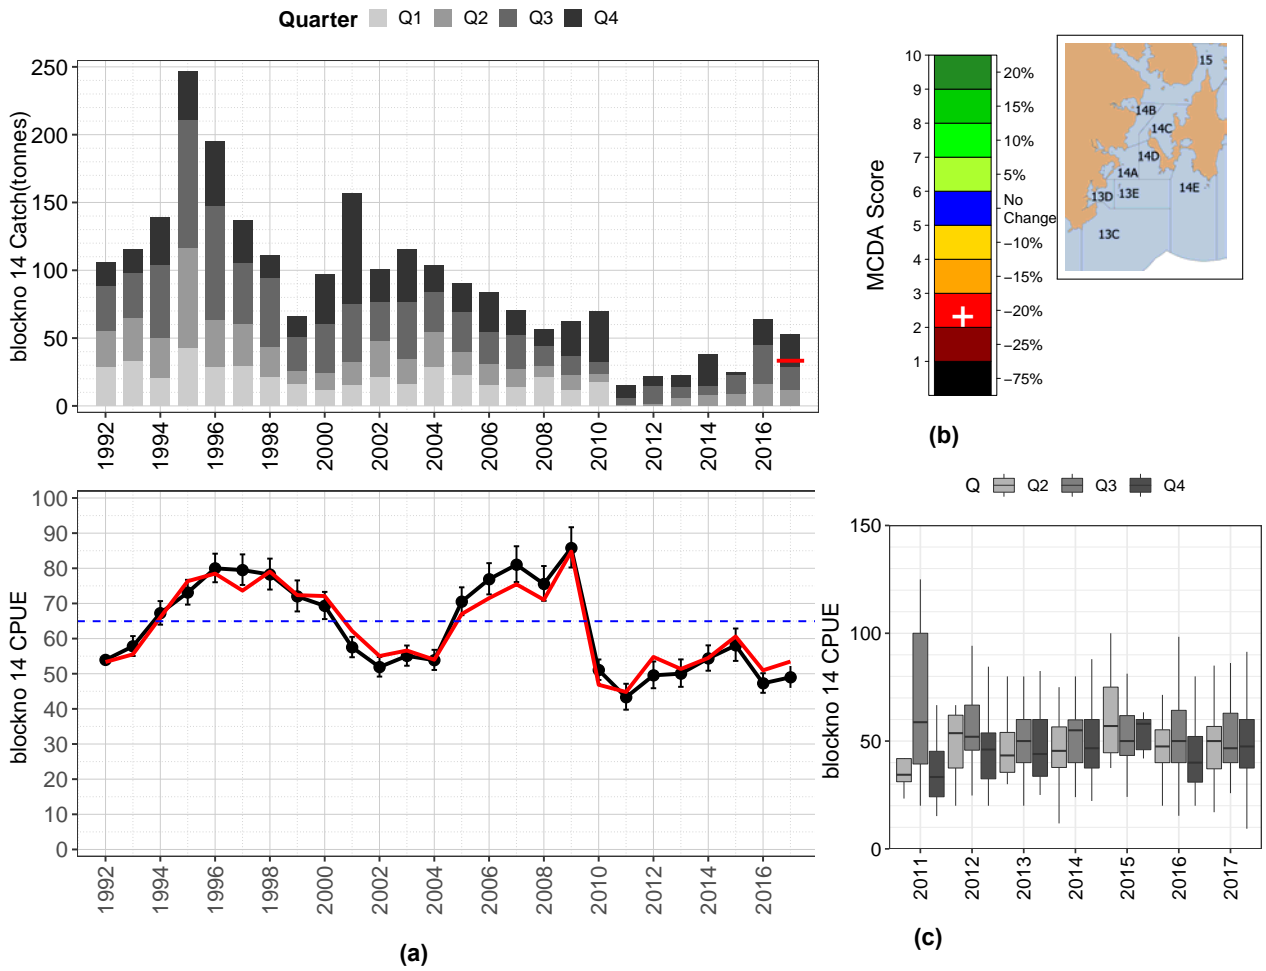 Quarter Q1 Q2 Q3 Q4
blockno 14 Catch(tonnes)
250
200
150
100
50
0
1992 1994 1996 1998 2000 2002 2004 2006 2008 2010 2012 2014 2016
blockno 14 CPUE
100
90
80
70
60
50
40
30
20
10
0
1992 1994 1996 1998 2000 2002 2004 2006 2008 2010 2012 2014 2016
(a)
MCDA Score
10
9
8
7
6
5
4
3
2
1
20%
15%
10%
5%
No
Change
−10%
−15%
−20%
−25%
−75%
(b)
15
14B
14C
14D
14A
14E
13D 13E
13C
Q Q2 Q3 Q4
blockno 14 CPUE
150
100
50
0
2011 2012 2013 2014 2015 2016 2017
(c)